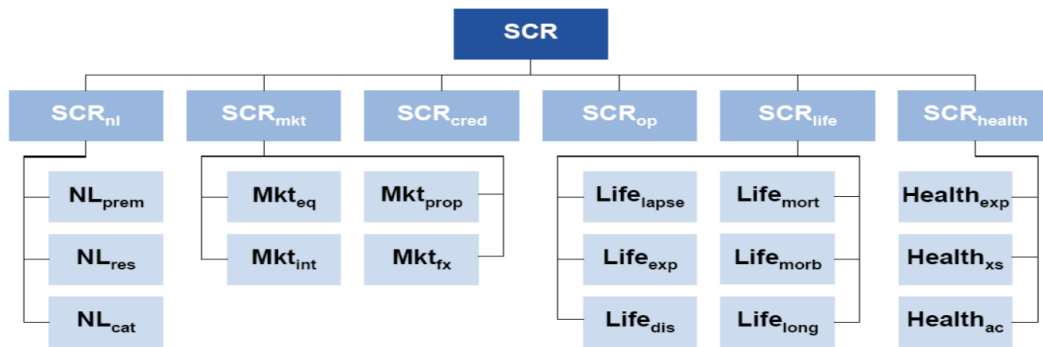 SCR
SCRnl SCRmkt SCRcred SCRop SCRlife SCRhealth
NLprem Mkteq Mktprop Lifelapse Lifemort Healthexp
NLres Mktint Mktfx Lifeexp Lifemorb Healthxs
NLcat Lifedis Lifelong Healthac